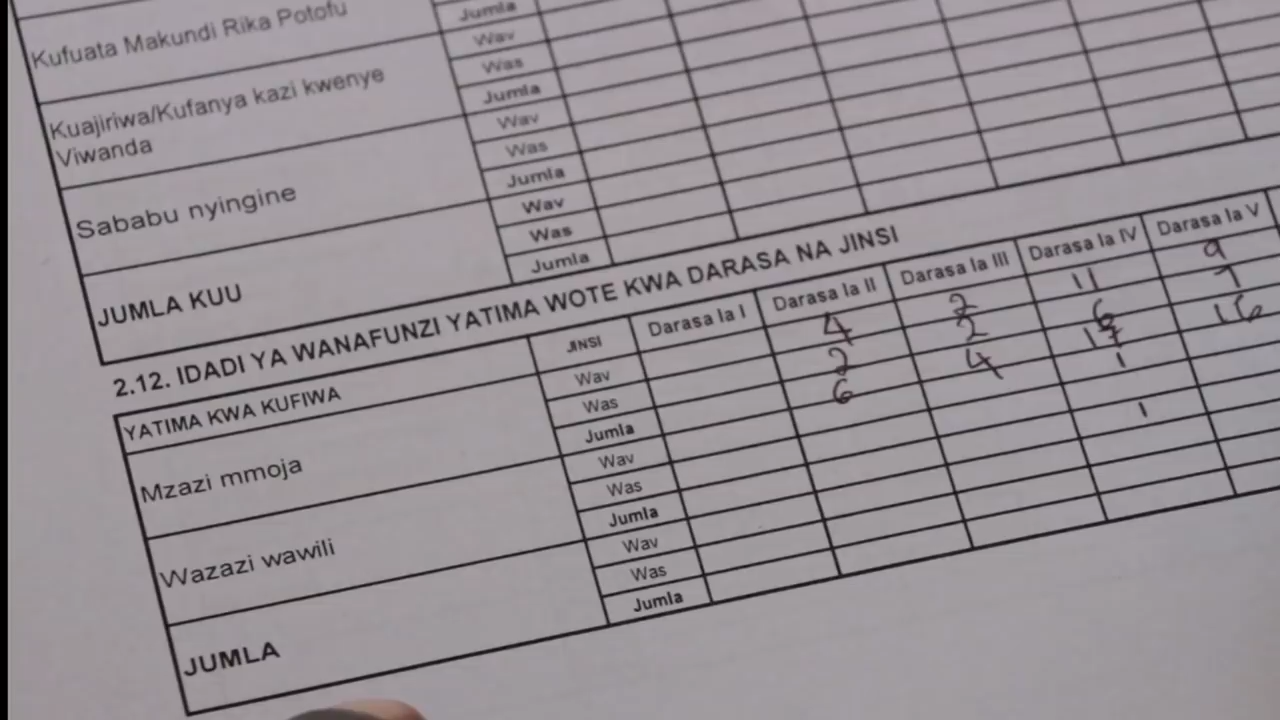 Kufuata Makundi Rika Potofu
Jumla
Wav
Kuajiriwa/Kufanya kazi kwenye Viwanda
Was
Jumla
Wav
Sababu nyingine
Was
Jumla
Wav
JUMLA KUU
Was
Jumla
2.12. IDADI YA WANAFUNZI YATIMA WOTE KWA DARASA NA JINSI
YATIMA KWA KUFIWA JINSI Darasa la I Darasa la II Darasa la III Darasa la IV Darasa la V
Mzazi mmoja
Wav 4 2 11 9
Was 2 2 6 7
Jumla 6 4 17 16
Wazazi wawili
Wav 1
Was
Jumla 1
JUMLA
Wav
Was
Jumla